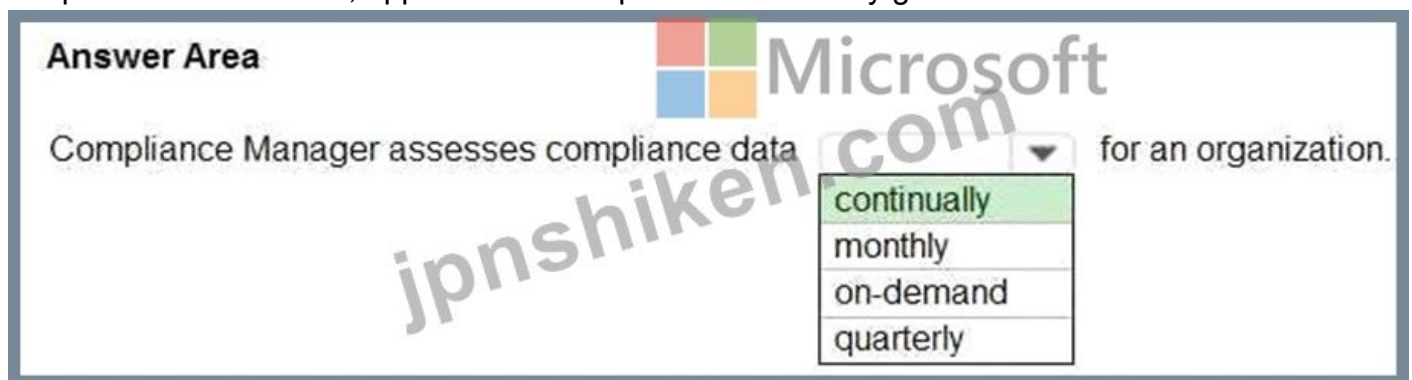 Answer Area
Microsoft
Compliance Manager assesses compliance data for an organization.
continually
monthly
on-demand
quarterly
jpnshiken.com